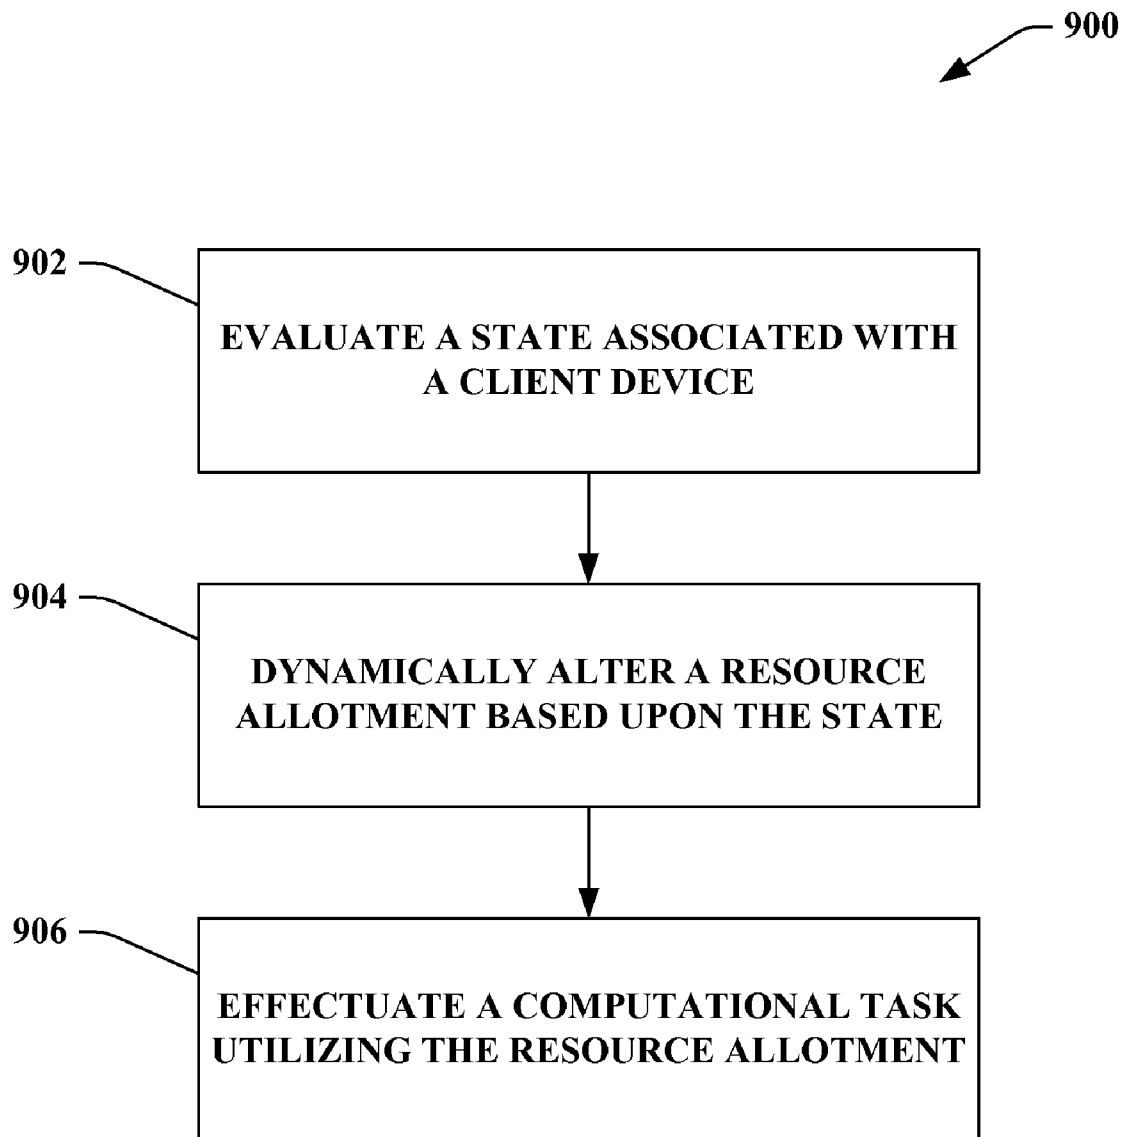 900
902
EVALUATE A STATE ASSOCIATED WITH
A CLIENT DEVICE
904
DYNAMICALLY ALTER A RESOURCE
ALLOTMENT BASED UPON THE STATE
906
EFFECTUATE A COMPUTATIONAL TASK
UTILIZING THE RESOURCE ALLOTMENT